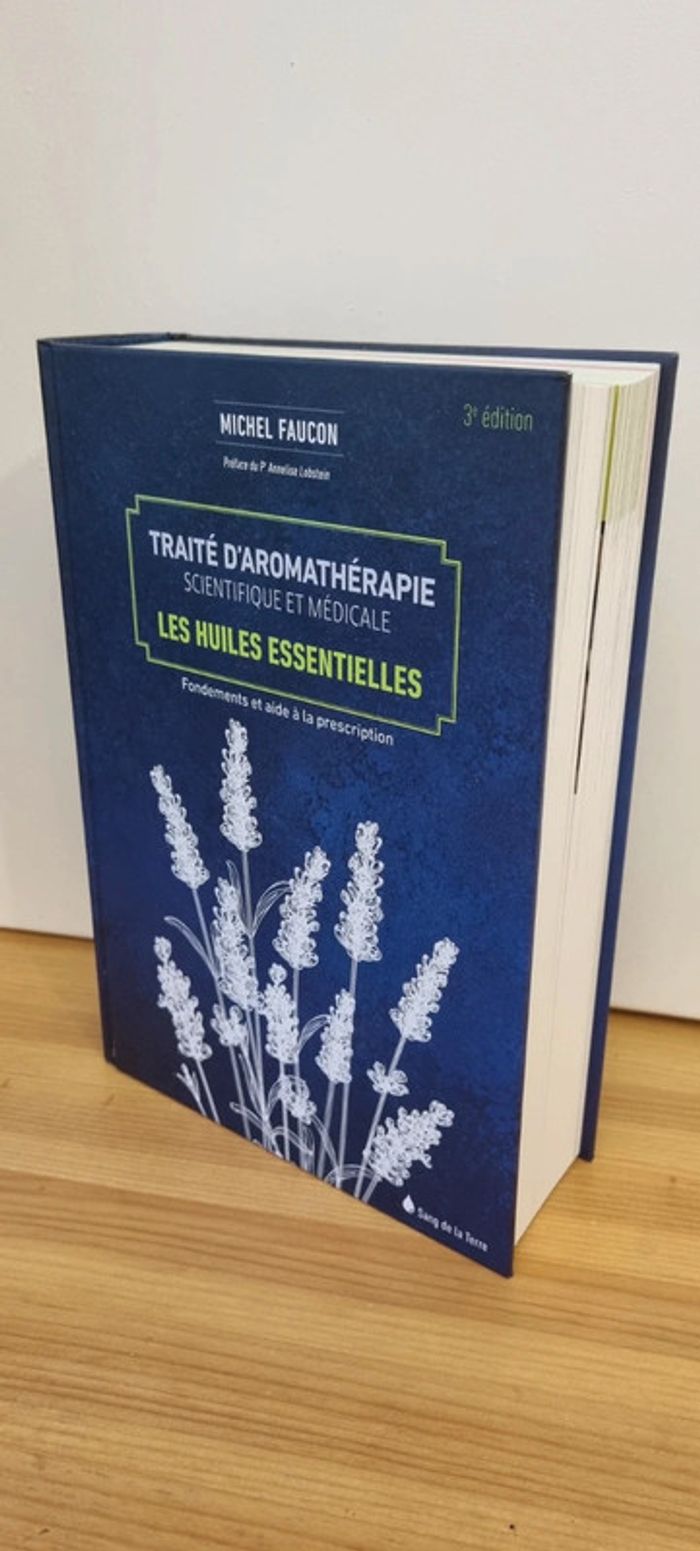 MICHEL FAUCON
3e édition
Préface du Pr Annelise Lobstein
TRAITÉ D'AROMATHÉRAPIE
SCIENTIFIQUE ET MÉDICALE
LES HUILES ESSENTIELLES
Fondements et aide à la prescription
Sang de la Terre